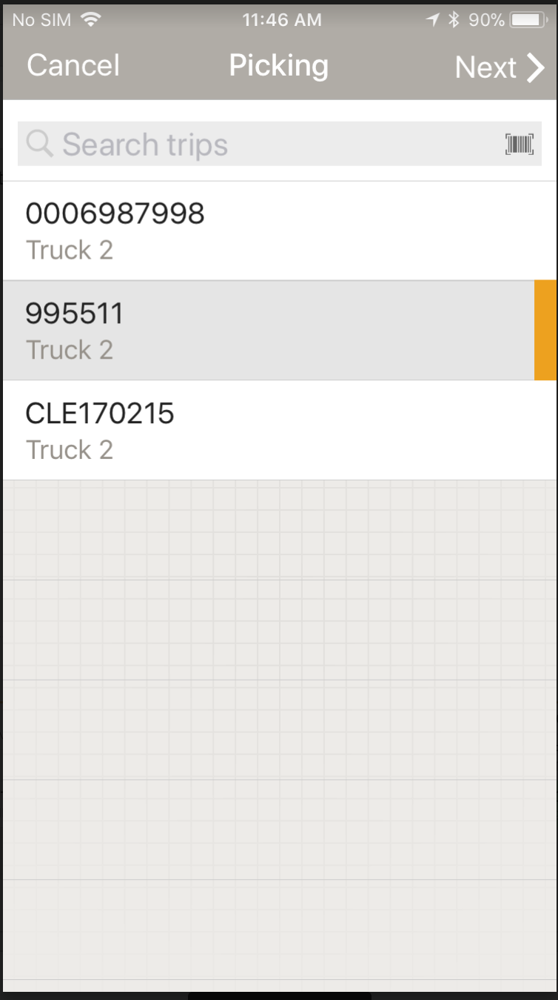 No SIM 11:46 AM 90%
Cancel Picking Next
Search trips
0006987998
Truck 2
995511
Truck 2
CLE170215
Truck 2